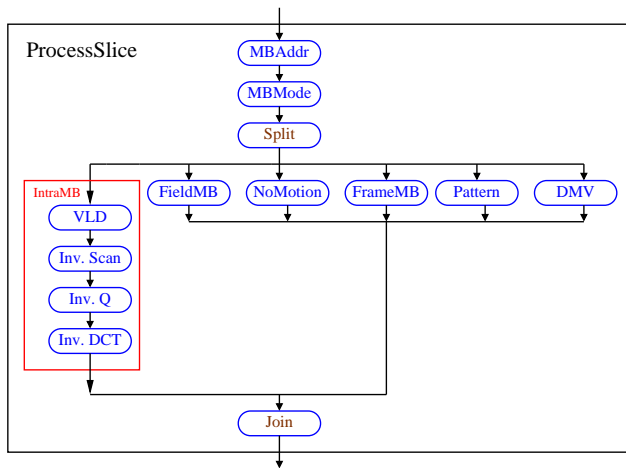 ProcessSlice
MBAddr
MBMode
Split
IntraMB
FieldMB
NoMotion
FrameMB
Pattern
DMV
VLD
Inv. Scan
Inv. Q
Inv. DCT
Join